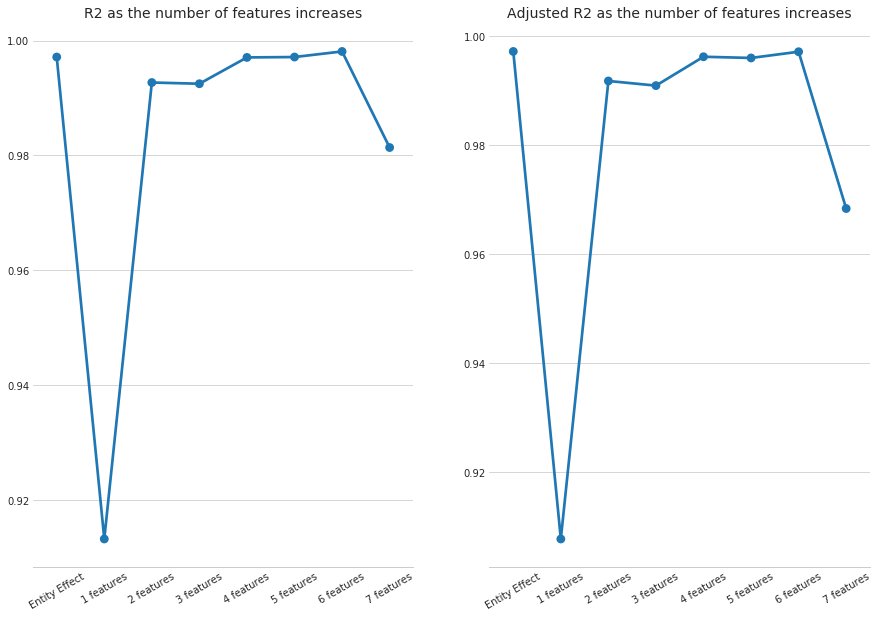 R2 as the number of features increases
1.00
0.98
0.96
0.94
0.92
Entity Effect
1 features
2 features
3 features
4 features
5 features
6 features
7 features
Adjusted R2 as the number of features increases
1.00
0.98
0.96
0.94
0.92
Entity Effect
1 features
2 features
3 features
4 features
5 features
6 features
7 features